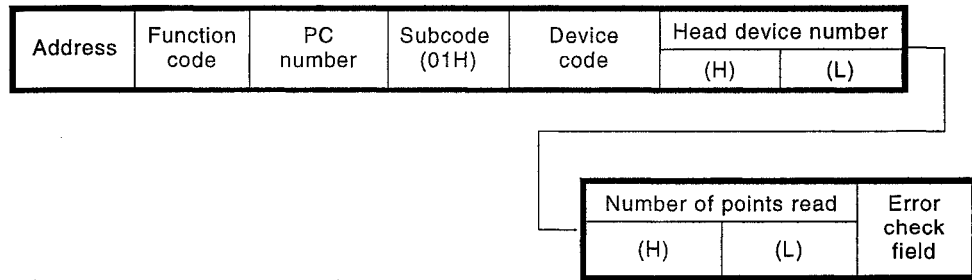 Address
Function
code
PC
number
Subcode
(01H)
Device
code
Head device number
(H)
(L)
Number of points read
(H)
(L)
Error
check
field